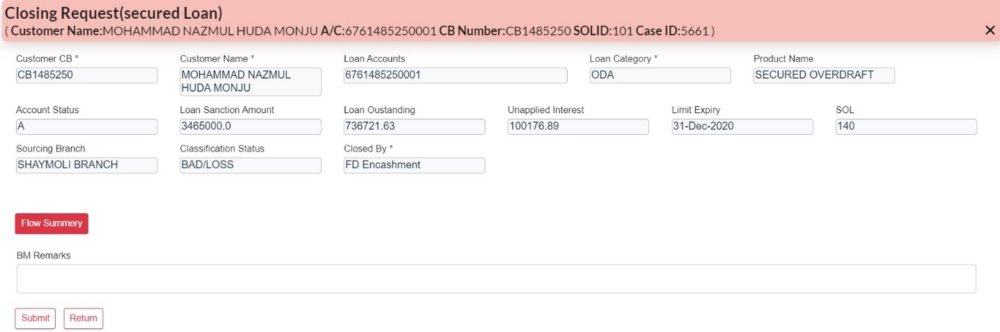 Closing Request(secured Loan)
( Customer Name:MOHAMMAD NAZMUL HUDA MONJU A/C:6761485250001 CB Number:CB1485250 SOLID:101 Case ID:5661 )
Customer CB * Customer Name * Loan Accounts Loan Category * Product Name
CB1485250 MOHAMMAD NAZMUL HUDA MONJU 6761485250001 ODA SECURED OVERDRAFT
Account Status Loan Sanction Amount Loan Oustanding Unapplied Interest Limit Expiry SOL
A 3465000.0 736721.63 100176.89 31-Dec-2020 140
Sourcing Branch Classification Status Closed By *
SHAYMOLI BRANCH BAD/LOSS FD Encashment
Flow Summery
BM Remarks
Submit Return